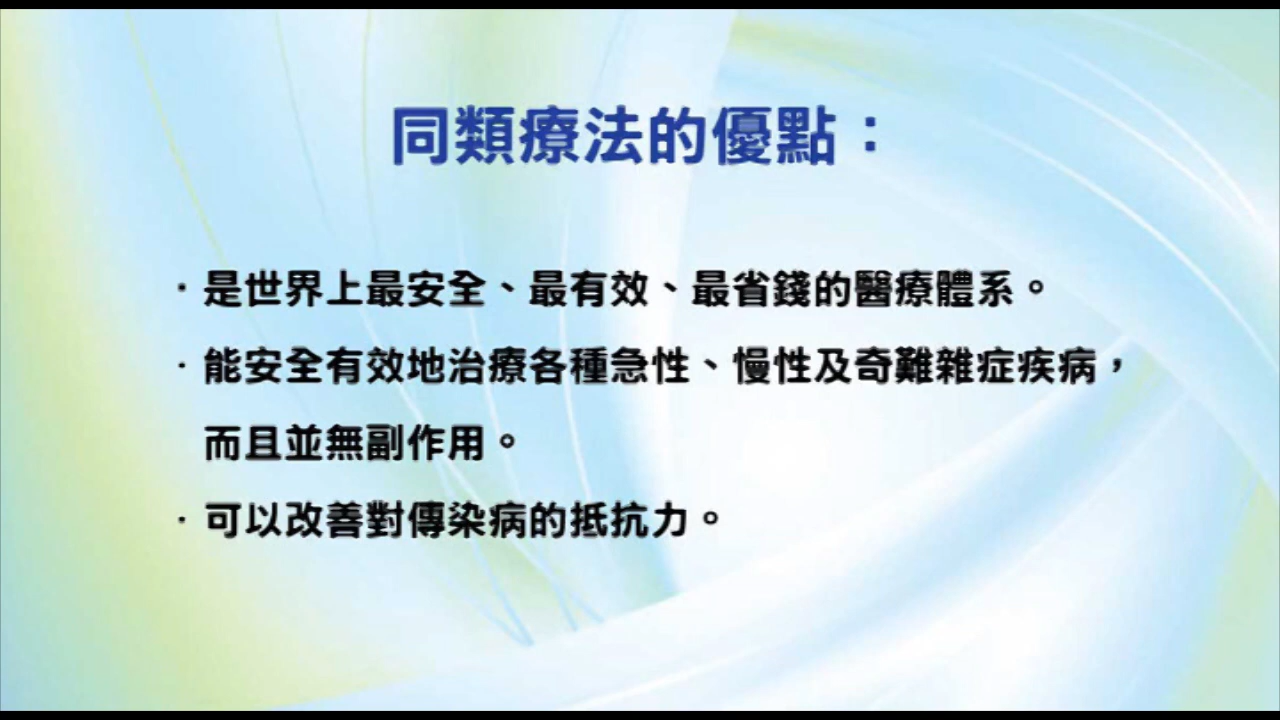 同類療法的優點：
·是世界上最安全、最有效、最省錢的醫療體系。
·能安全有效地治療各種急性、慢性及奇難雜症疾病，
而且並無副作用。
·可以改善對傳染病的抵抗力。